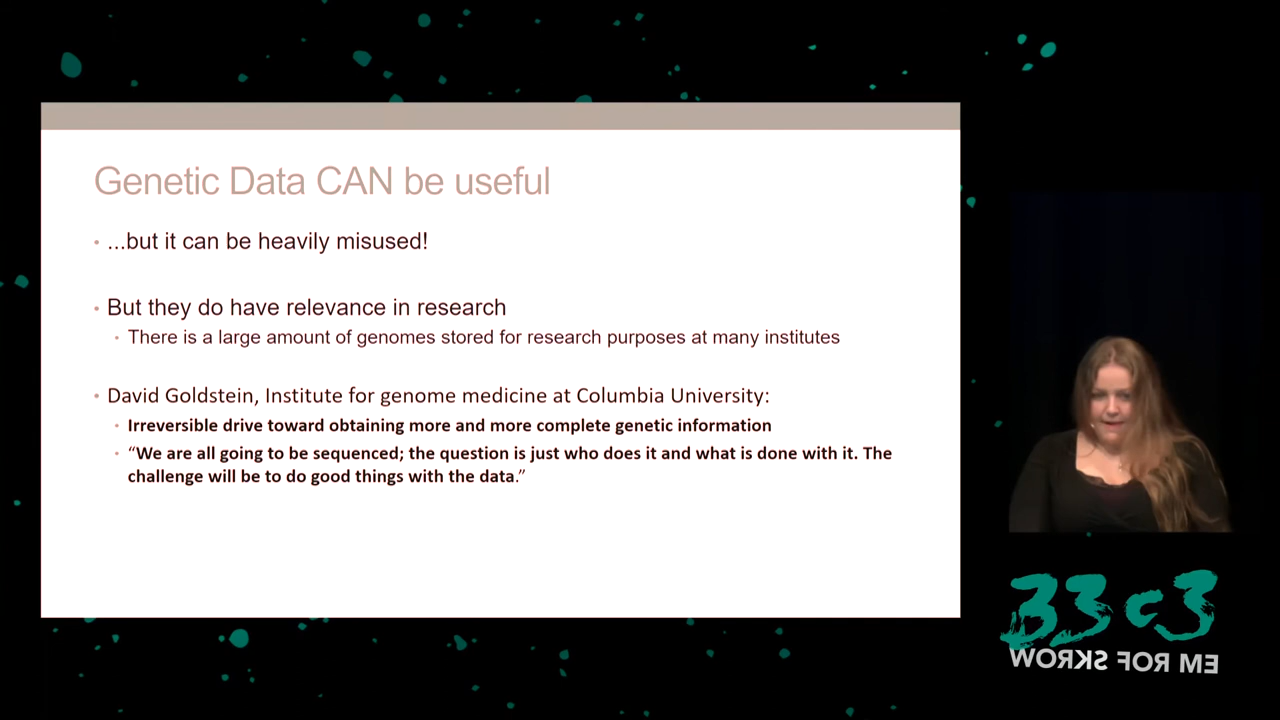 Genetic Data CAN be useful
• ...but it can be heavily misused!
• But they do have relevance in research
• There is a large amount of genomes stored for research purposes at many institutes
• David Goldstein, Institute for genome medicine at Columbia University:
• Irreversible drive toward obtaining more and more complete genetic information
• “We are all going to be sequenced; the question is just who does it and what is done with it. The
challenge will be to do good things with the data.”
33c3
WORKS FOR ME